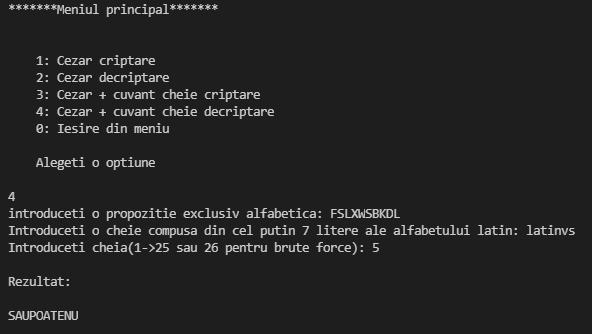 *******Meniul principal*******
1: Cezar criptare
2: Cezar decriptare
3: Cezar + cuvant cheie criptare
4: Cezar + cuvant cheie decriptare
0: Iesire din meniu
Alegeti o optiune
4
introduceti o propozitie exclusiv alfabetica: FSLXWSBKDL
Introduceti o cheie compusa din cel putin 7 litere ale alfabetului latin: latinvs
Introduceti cheia(1->25 sau 26 pentru brute force): 5
Rezultat:
SAUPOATENU